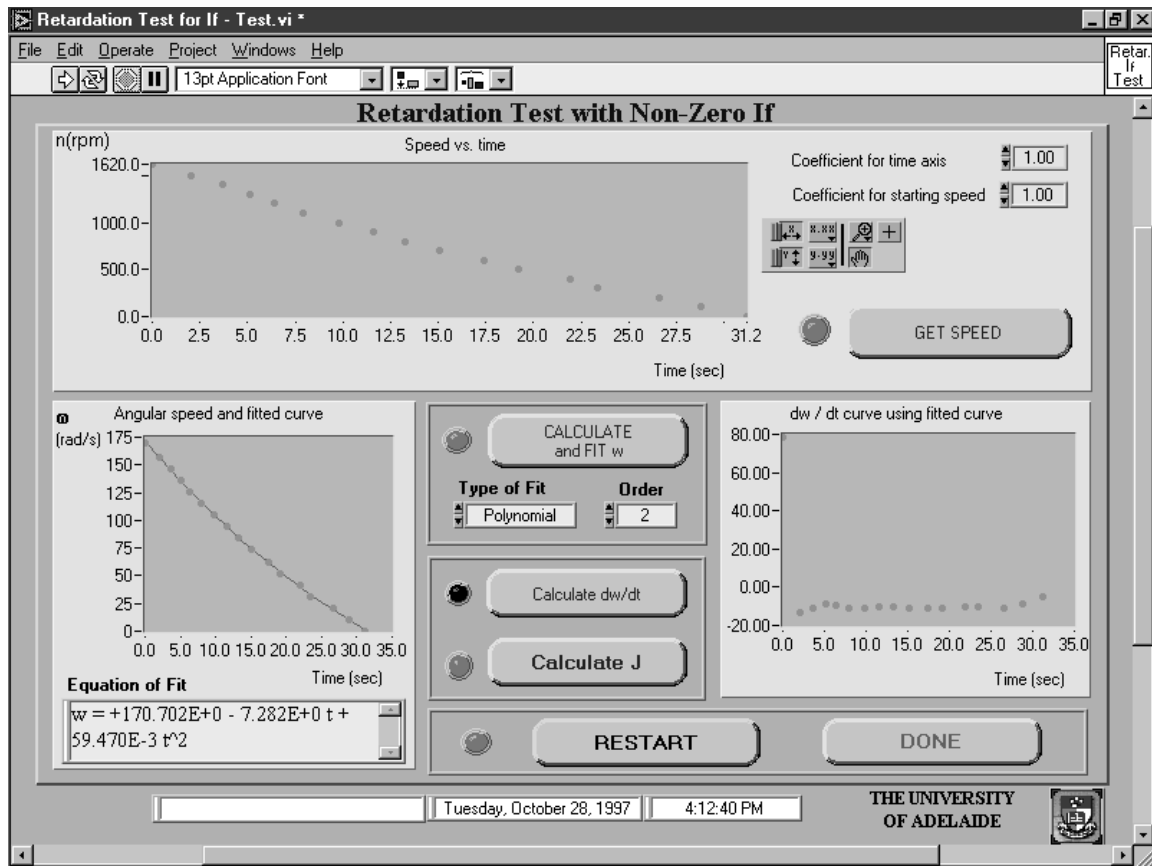 Retardation Test for If - Test.vi *
File Edit Operate Project Windows Help
Retar.
If
Test
13pt Application Font
Retardation Test with Non-Zero If
n(rpm)
Speed vs. time
1620.0
1000.0
500.0
0.0
0.0 2.5 5.0 7.5 10.0 12.5 15.0 17.5 20.0 22.5 25.0 27.5 31.2
Time (sec)
Coefficient for time axis 1.00
Coefficient for starting speed 1.00
X x.xx
Y y.yy
GET SPEED
ω Angular speed and fitted curve
(rad/s)
175
150
125
100
75
50
25
0
0.0 5.0 10.0 15.0 20.0 25.0 30.0 35.0
Time (sec)
Equation of Fit
w = +170.702E+0 - 7.282E+0 t +
59.470E-3 t^2
CALCULATE
and FIT w
Type of Fit Order
Polynomial 2
Calculate dw/dt
Calculate J
dw / dt curve using fitted curve
80.00
60.00
40.00
20.00
0.00
-20.00
0.0 5.0 10.0 15.0 20.0 25.0 30.0 35.0
Time (sec)
RESTART DONE
Tuesday, October 28, 1997 4:12:40 PM
THE UNIVERSITY
OF ADELAIDE